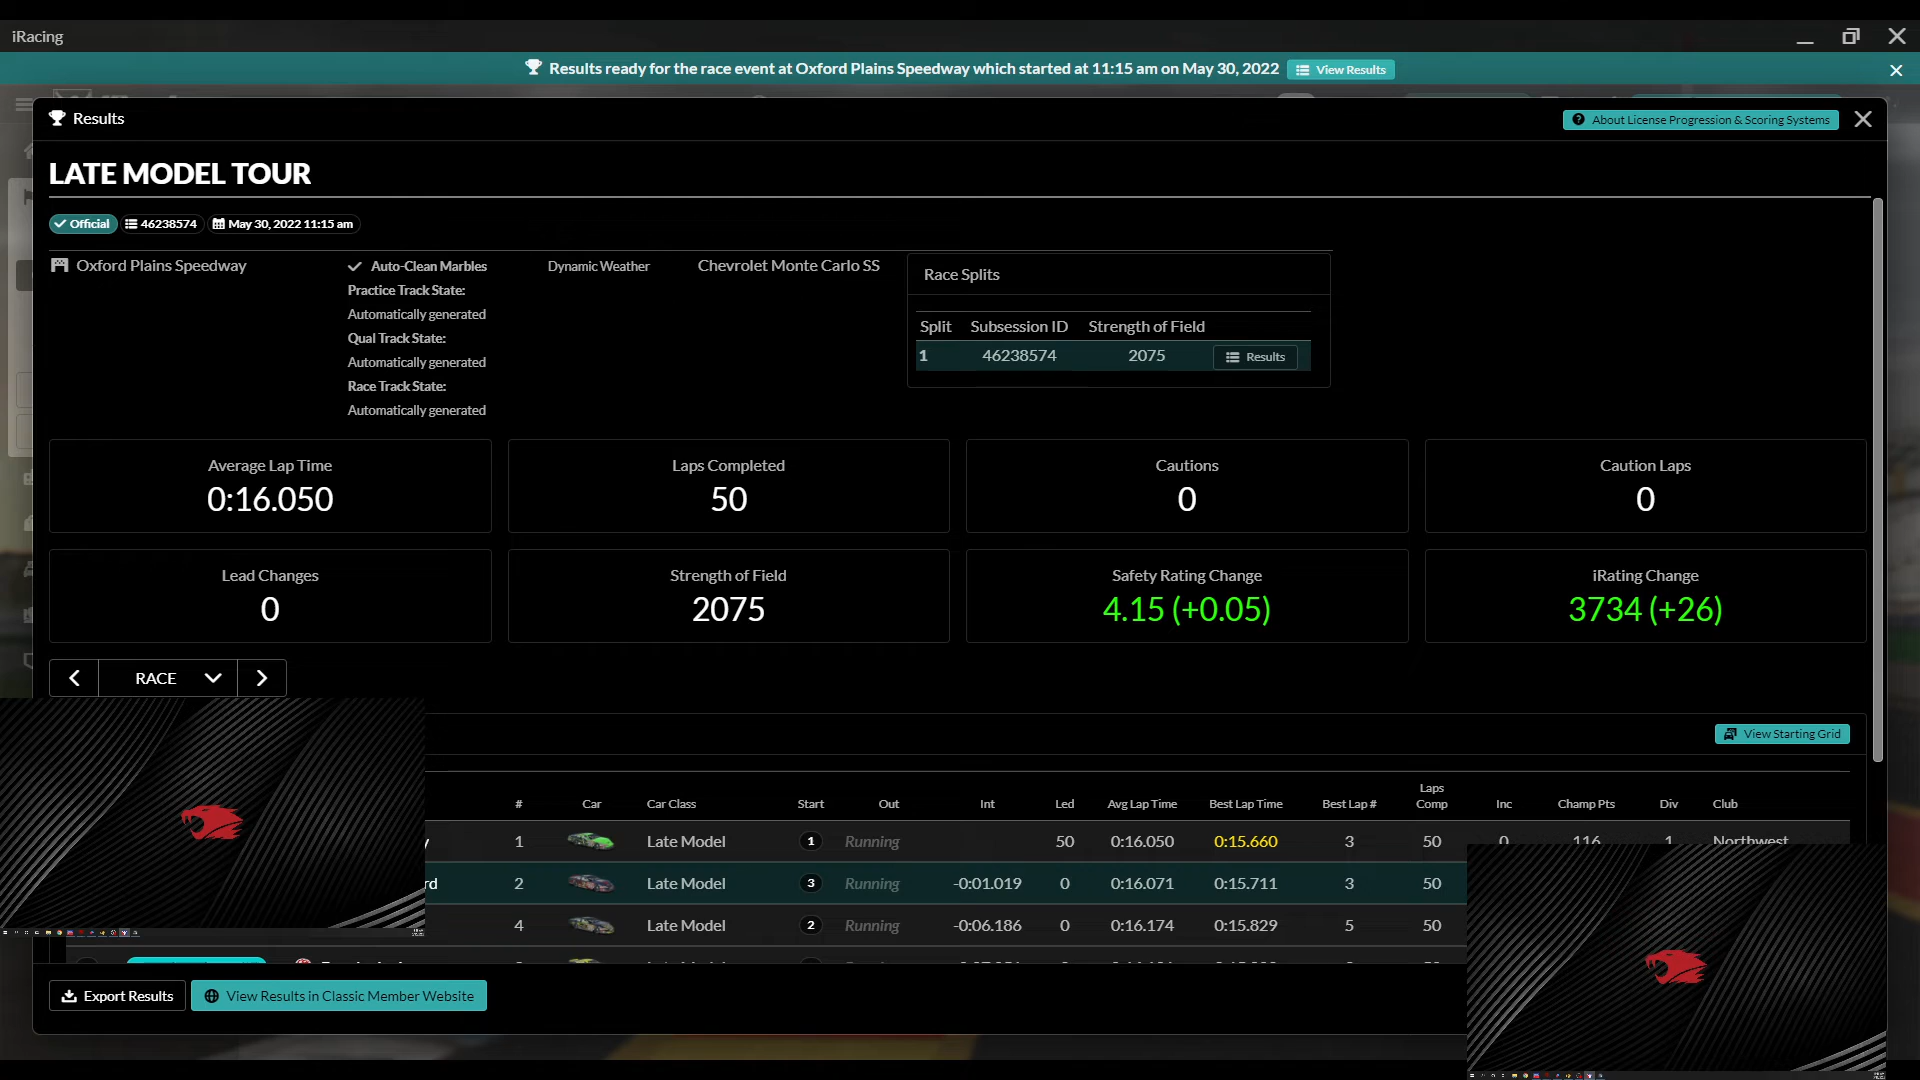 iRacing
Results ready for the race event at Oxford Plains Speedway which started at 11:15 am on May 30, 2022 View Results
Results
About License Progression & Scoring Systems
LATE MODEL TOUR
Official 46238574 May 30, 2022 11:15 am
Oxford Plains Speedway
Auto-Clean Marbles
Practice Track State:
Automatically generated
Qual Track State:
Automatically generated
Race Track State:
Automatically generated
Dynamic Weather
Chevrolet Monte Carlo SS
Race Splits
Split Subsession ID Strength of Field
1 46238574 2075 Results
Average Lap Time
0:16.050
Laps Completed
50
Cautions
0
Caution Laps
0
Lead Changes
0
Strength of Field
2075
Safety Rating Change
4.15 (+0.05)
iRating Change
3734 (+26)
RACE
View Starting Grid
# Car Car Class Start Out Int Led Avg Lap Time Best Lap Time Best Lap # Laps Comp Inc Champ Pts Div Club
1 Late Model 1 Running 50 0:16.050 0:15.660 3 50 0 116 1 Northwest
rd 2 Late Model 3 Running -0:01.019 0 0:16.071 0:15.711 3 50
4 Late Model 2 Running -0:06.186 0 0:16.174 0:15.829 5 50
Export Results
View Results in Classic Member Website